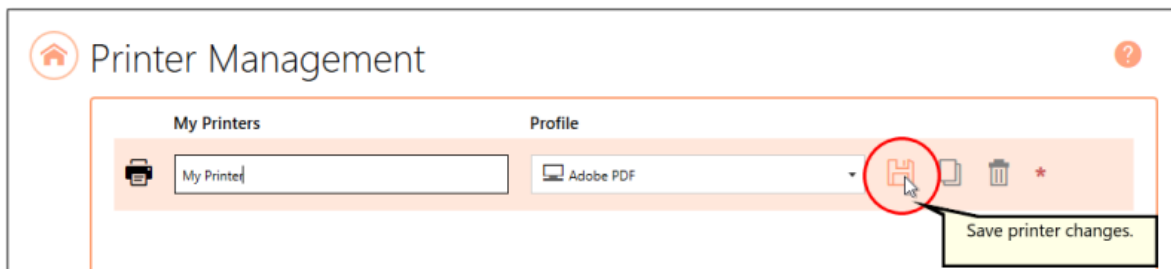 Printer Management
?
My Printers Profile
My Printer Adobe PDF *
Save printer changes.